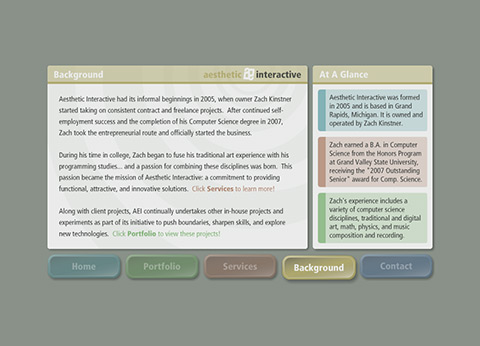 Background
aesthetic interactive
At A Glance
Aesthetic Interactive had its informal beginnings in 2005, when owner Zach Kinstner
started taking on consistent contract and freelance projects.  After continued self-
employment success and the completion of his Computer Science degree in 2007,
Zach took the entrepreneurial route and officially started the business.
During his time in college, Zach began to fuse his traditional art experience with his
programming studies... and a passion for combining these disciplines was born.  This
passion became the mission of Aesthetic Interactive: a commitment to providing
functional, attractive, and innovative solutions.  Click Services to learn more!
Along with client projects, AEI continually undertakes other in-house projects and
experiments as part of its initiative to push boundaries, sharpen skills, and explore
new technologies.  Click Portfolio to view these projects!
Aesthetic Interactive was formed
in 2005 and is based in Grand
Rapids, Michigan. It is owned and
operated by Zach Kinstner.
Zach earned a B.A. in Computer
Science from the Honors Program
at Grand Valley State University,
receiving the "2007 Outstanding
Senior" award for Comp. Science.
Zach's experience includes a
variety of computer science
disciplines, traditional and digital
art, math, physics, and music
composition and recording.
Home
Portfolio
Services
Background
Contact